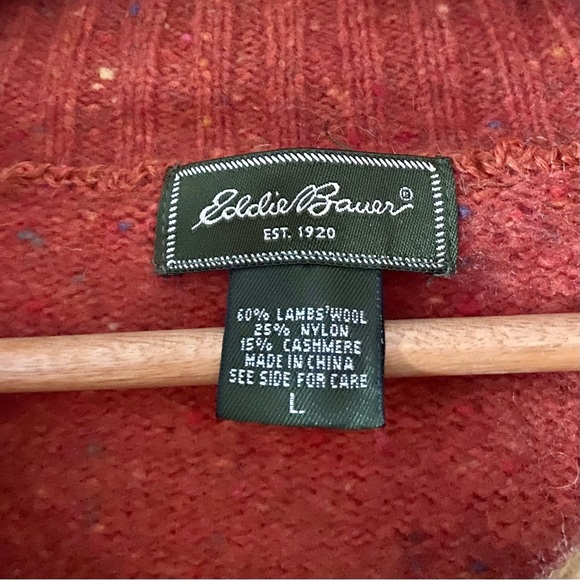 Eddie Bauer®
EST. 1920
60% LAMBS' WOOL
25% NYLON
15% CASHMERE
MADE IN CHINA
SEE SIDE FOR CARE
L